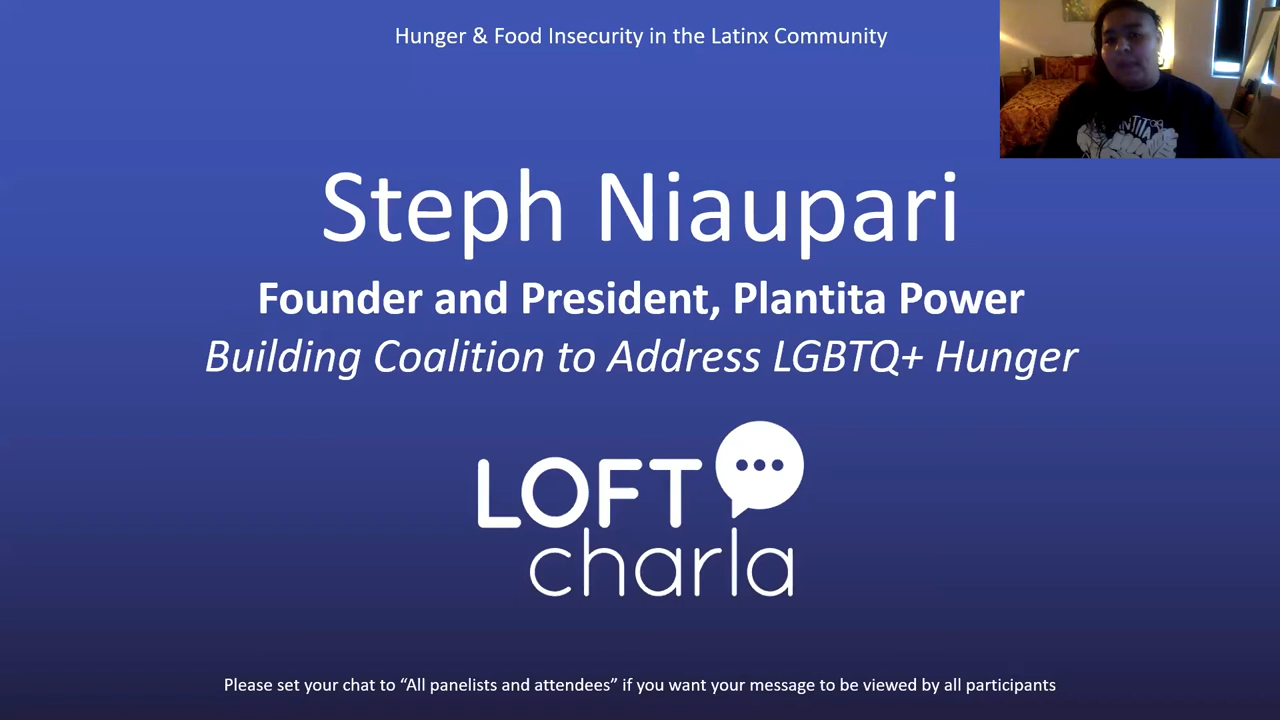 Hunger & Food Insecurity in the Latinx Community
Steph Niaupari
Founder and President, Plantita Power
Building Coalition to Address LGBTQ+ Hunger
LOFT
charla
Please set your chat to “All panelists and attendees” if you want your message to be viewed by all participants